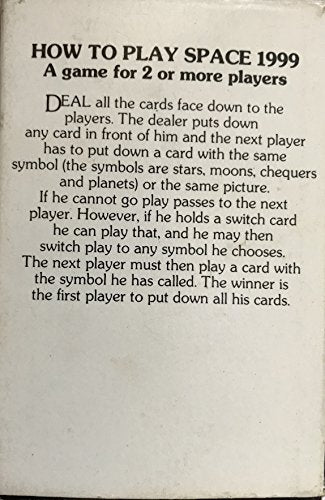 HOW TO PLAY SPACE 1999
A game for 2 or more players
DEAL all the cards face down to the
players. The dealer puts down
any card in front of him and the next player
has to put down a card with the same
symbol (the symbols are stars, moons, chequers
and planets) or the same picture.
If he cannot go play passes to the next
player. However, if he holds a switch card
he can play that, and he may then
switch play to any symbol he chooses.
The next player must then play a card with
the symbol he has called. The winner is
the first player to put down all his cards.